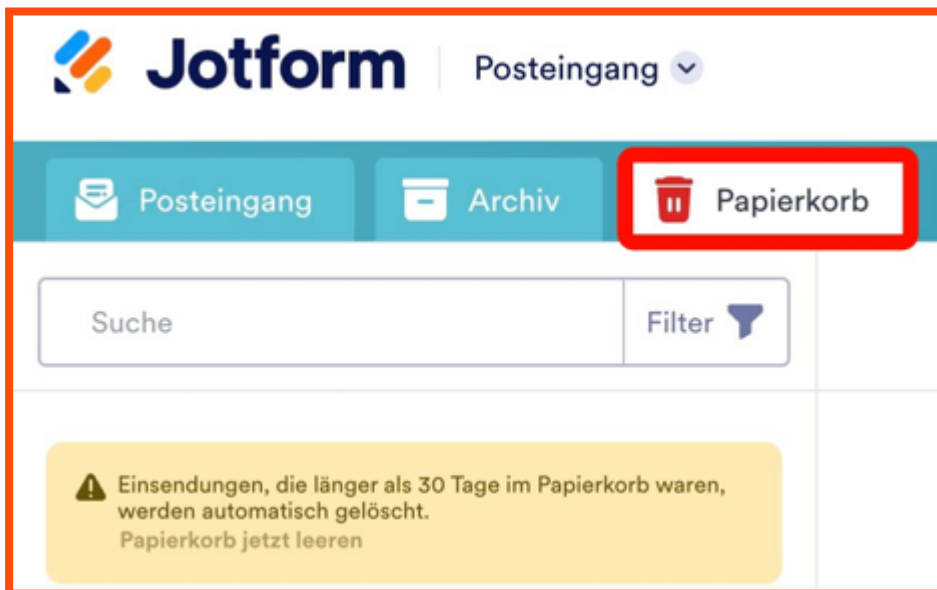 Jotform Posteingang
Posteingang Archiv Papierkorb
Suche Filter
Einsendungen, die länger als 30 Tage im Papierkorb waren,
werden automatisch gelöscht.
Papierkorb jetzt leeren